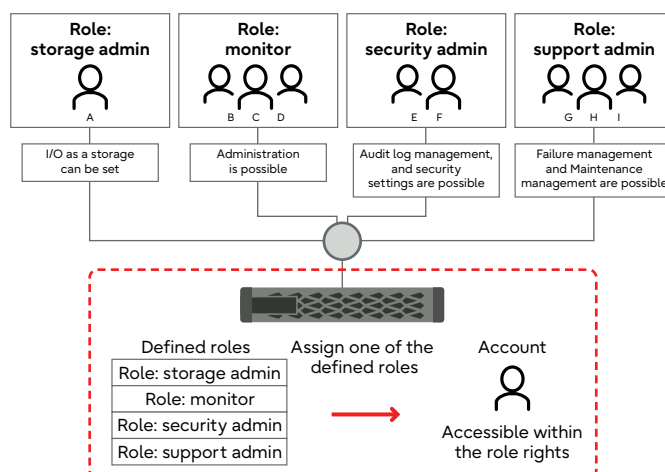 Role:
storage admin
A
I/O as a storage
can be set
Role:
monitor
B C D
Administration
is possible
Role:
security admin
E F
Audit log management,
and security
settings are possible
Role:
support admin
G H I
Failure management
and Maintenance
management are possible
Defined roles
Role: storage admin
Role: monitor
Role: security admin
Role: support admin
Assign one of the
defined roles
Account
Accessible within
the role rights